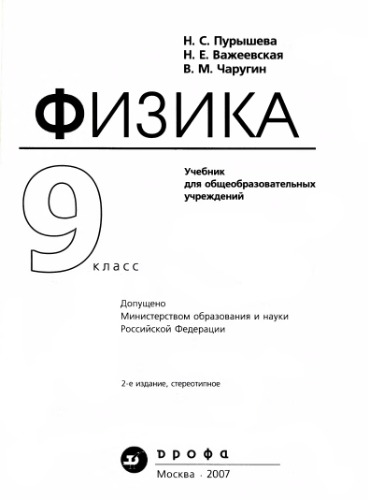 Н. С. Пурышева
Н. Е. Важеевская
В. М. Чаругин
ФИЗИКА
9
класс
Учебник
для общеобразовательных
учреждений
Допущено
Министерством образования и науки
Российской Федерации
2-е издание, стереотипное
дрофа
Москва · 2007